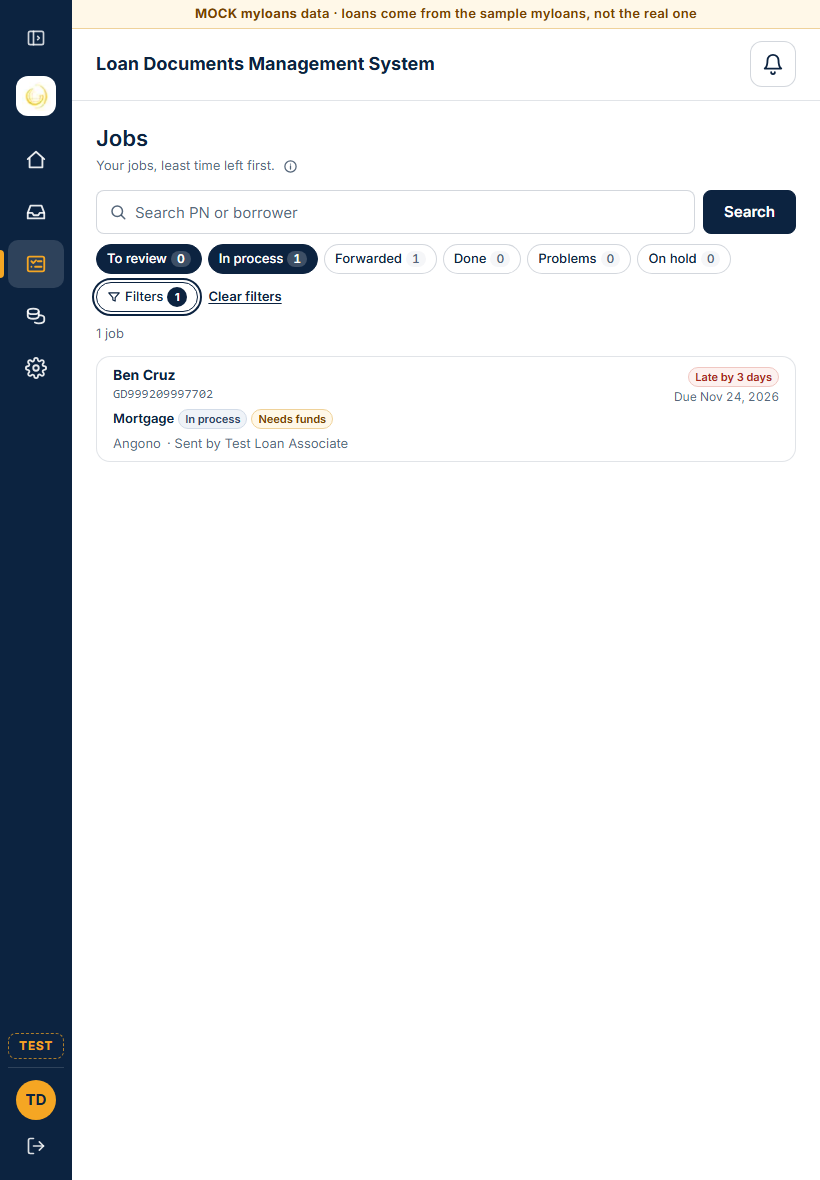 MOCK myloans data · loans come from the sample myloans, not the real one
Loan Documents Management System
Jobs
Your jobs, least time left first.
Search PN or borrower
Search
To review 0
In process 1
Forwarded 1
Done 0
Problems 0
On hold 0
Filters 1
Clear filters
1 job
Ben Cruz
Late by 3 days
GD999209997702
Due Nov 24, 2026
Mortgage In process Needs funds
Angono · Sent by Test Loan Associate
TEST
TD